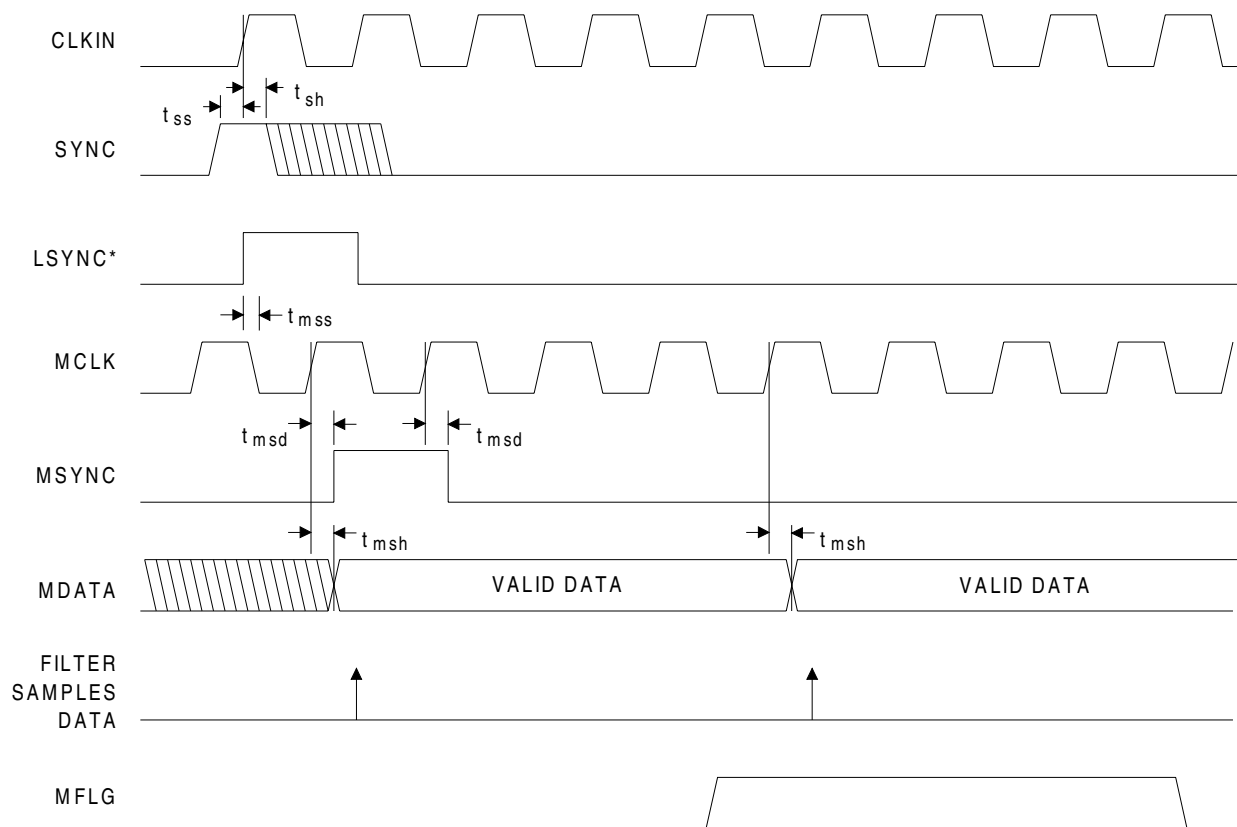 CLKIN
t sh
t ss
SYNC
LSYNC*
t mss
MCLK
t msd
t msd
MSYNC
t msh
t msh
MDATA
VALID DATA
VALID DATA
FILTER
SAMPLES
DATA
MFLG